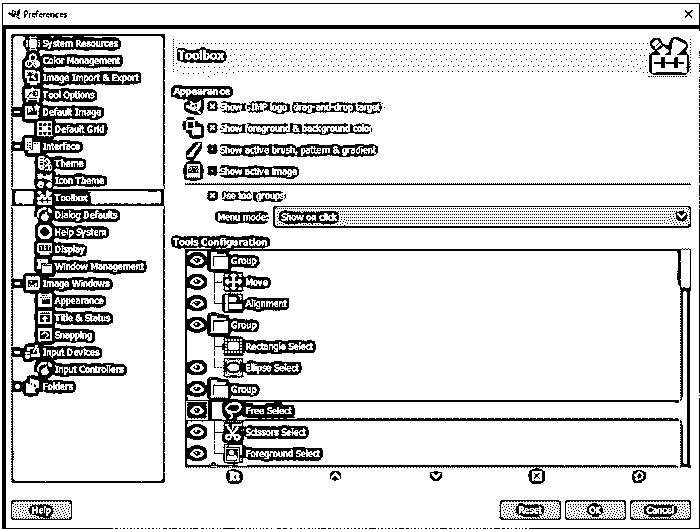 Preferences
System Resources
Color Management
Image Import & Export
Tool Options
Default Image
Default Grid
Interface
Theme
Icon Theme
Toolbox
Dialog Defaults
Help System
Display
Window Management
Image Windows
Appearance
Title & Status
Snapping
Input Devices
Input Controllers
Folders
Toolbox
Appearance
Show GIMP logo (drag-and-drop target)
Show foreground & background color
Show active brush, pattern & gradient
Show active image
Use tool groups
Menu mode: Show on click
Tools Configuration
Group
Move
Alignment
Group
Rectangle Select
Ellipse Select
Group
Free Select
Scissors Select
Foreground Select
Help
Reset
OK
Cancel